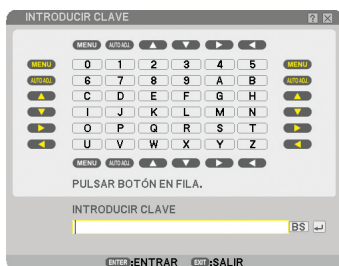 INTRODUCIR CLAVE
MENU AUTO ADJ.
MENU 0 1 2 3 4 5 MENU
AUTO ADJ. 6 7 8 9 A B AUTO ADJ.
C D E F G H
I J K L M N
O P Q R S T
U V W X Y Z
MENU AUTO ADJ.
PULSAR BOTÓN EN FILA.
INTRODUCIR CLAVE
BS
ENTER :ENTRAR EXIT :SALIR